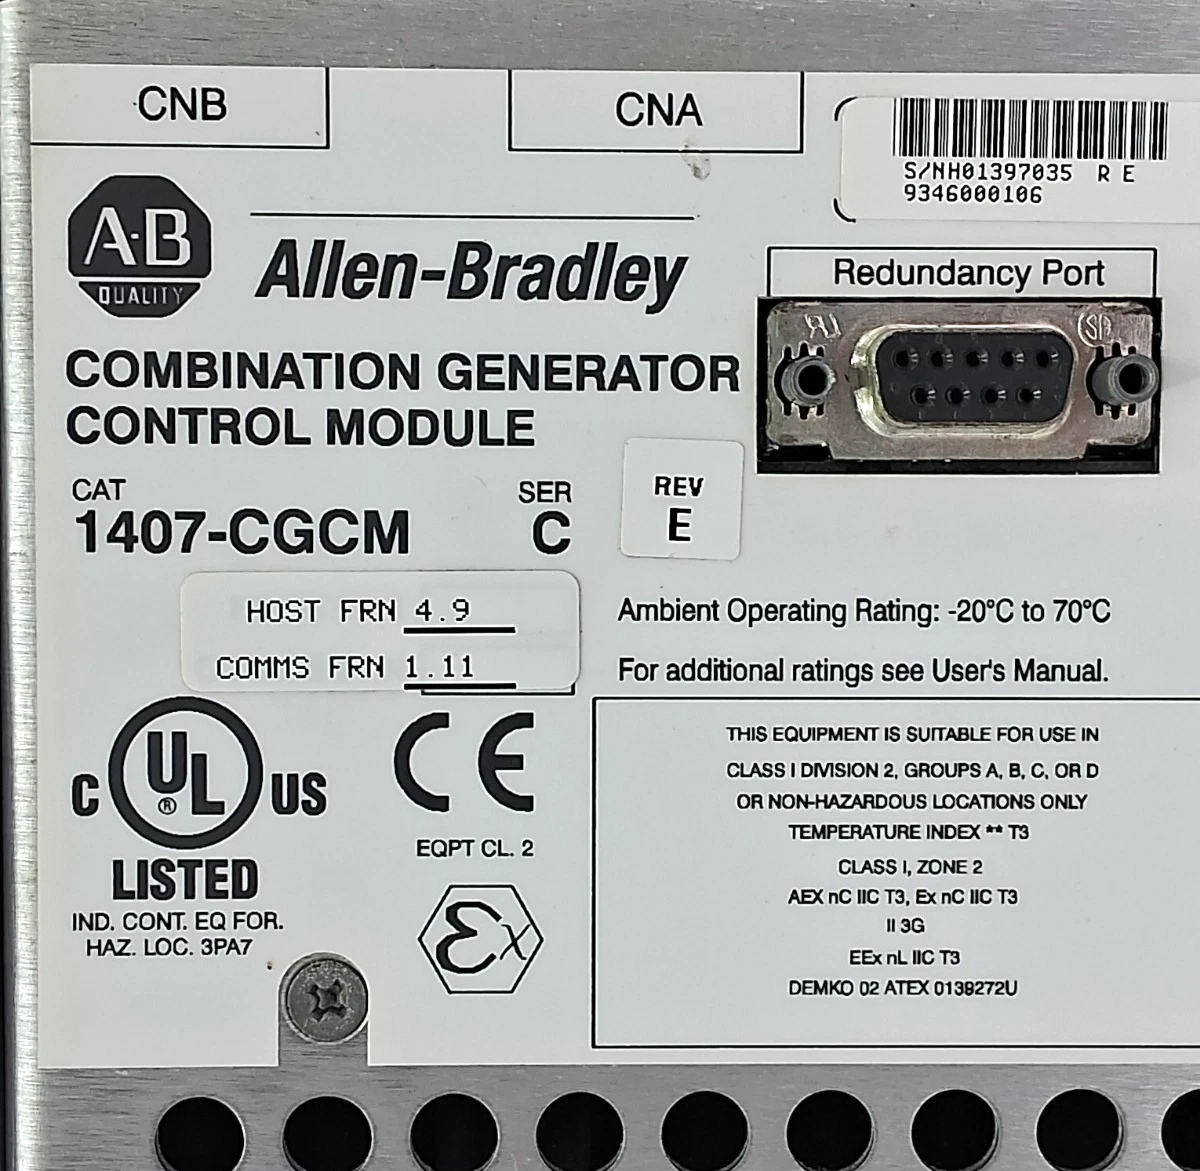 CNB
CNA
S/NH01397035 R E
9346000106
A-B
QUALITY
Allen-Bradley
Redundancy Port
COMBINATION GENERATOR
CONTROL MODULE
CAT
1407-CGCM
SER
C
REV
E
HOST FRN 4.9
COMMS FRN 1.11
Ambient Operating Rating: -20°C to 70°C
For additional ratings see User's Manual.
C UL ® US
LISTED
IND. CONT. EQ FOR.
HAZ. LOC. 3PA7
CE
EQPT CL. 2
Ex
THIS EQUIPMENT IS SUITABLE FOR USE IN
CLASS I DIVISION 2, GROUPS A, B, C, OR D
OR NON-HAZARDOUS LOCATIONS ONLY
TEMPERATURE INDEX ** T3
CLASS I, ZONE 2
AEX nC IIC T3, Ex nC IIC T3
II 3G
EEx nL IIC T3
DEMKO 02 ATEX 0139272U